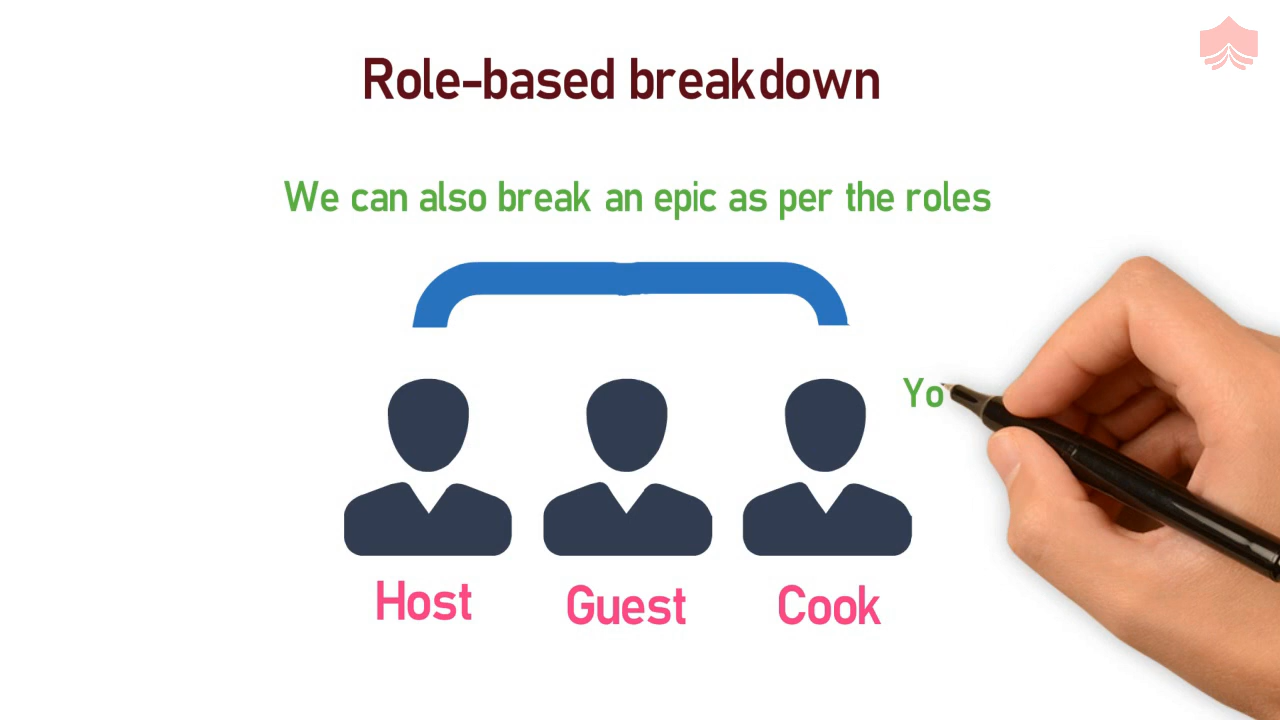 Role-based breakdown
We can also break an epic as per the roles
Yo
Host
Guest
Cook